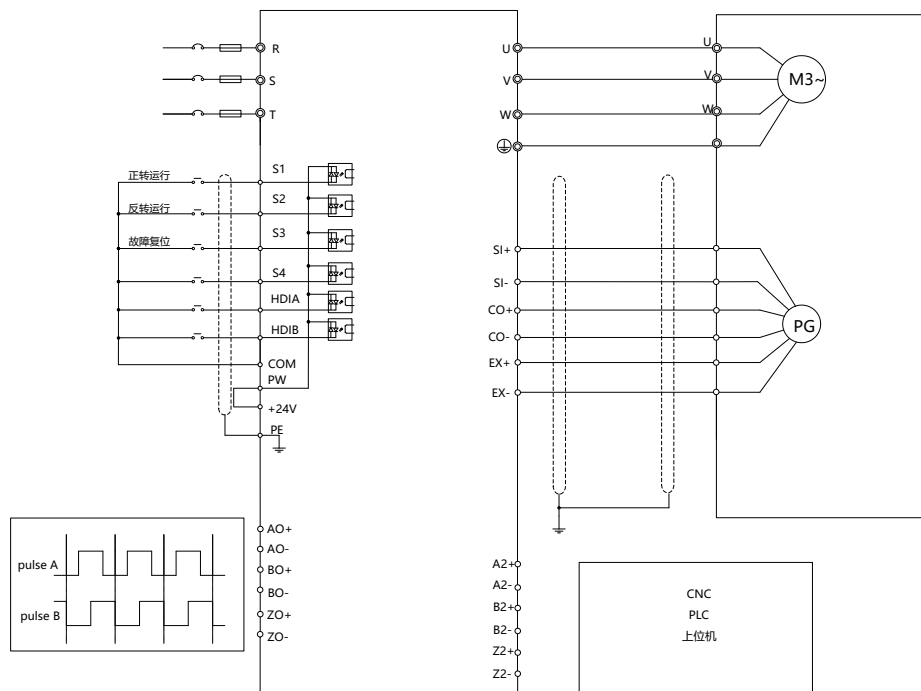 R
S
T
U
V
W
U
V
W
M3~
正转运行
反转运行
故障复位
S1
S2
S3
S4
HDIA
HDIB
COM
PW
+24V
PE
SI+
SI-
CO+
CO-
EX+
EX-
PG
pulse A
pulse B
AO+
AO-
BO+
BO-
ZO+
ZO-
A2+
A2-
B2+
B2-
Z2+
Z2-
CNC
PLC
上位机